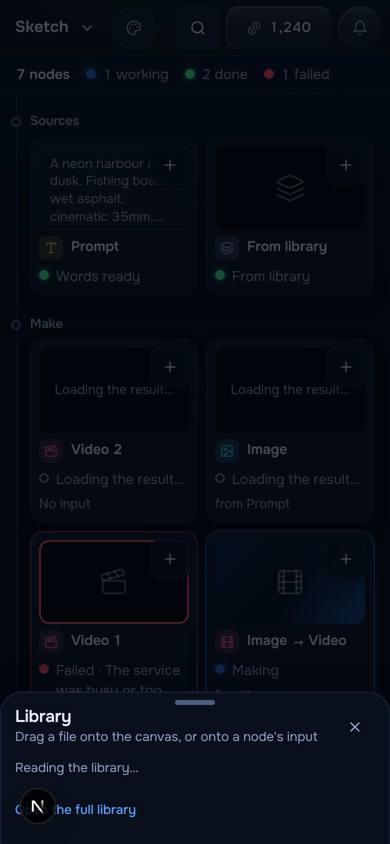 Sketch
1,240
7 nodes 1 working 2 done 1 failed
Sources
A neon harbour
dusk. Fishing
wet asphalt,
cinematic 35mm,...
Prompt
From library
Words ready
From library
Make
Loading the result...
Loading the result...
Video 2
Image
Loading the result...
Loading the result...
No input
from Prompt
Video 1
Image → Video
Failed · The service
was busy or too
Making
Library
Drag a file onto the canvas, or onto a node's input
Reading the library...
N
the full library